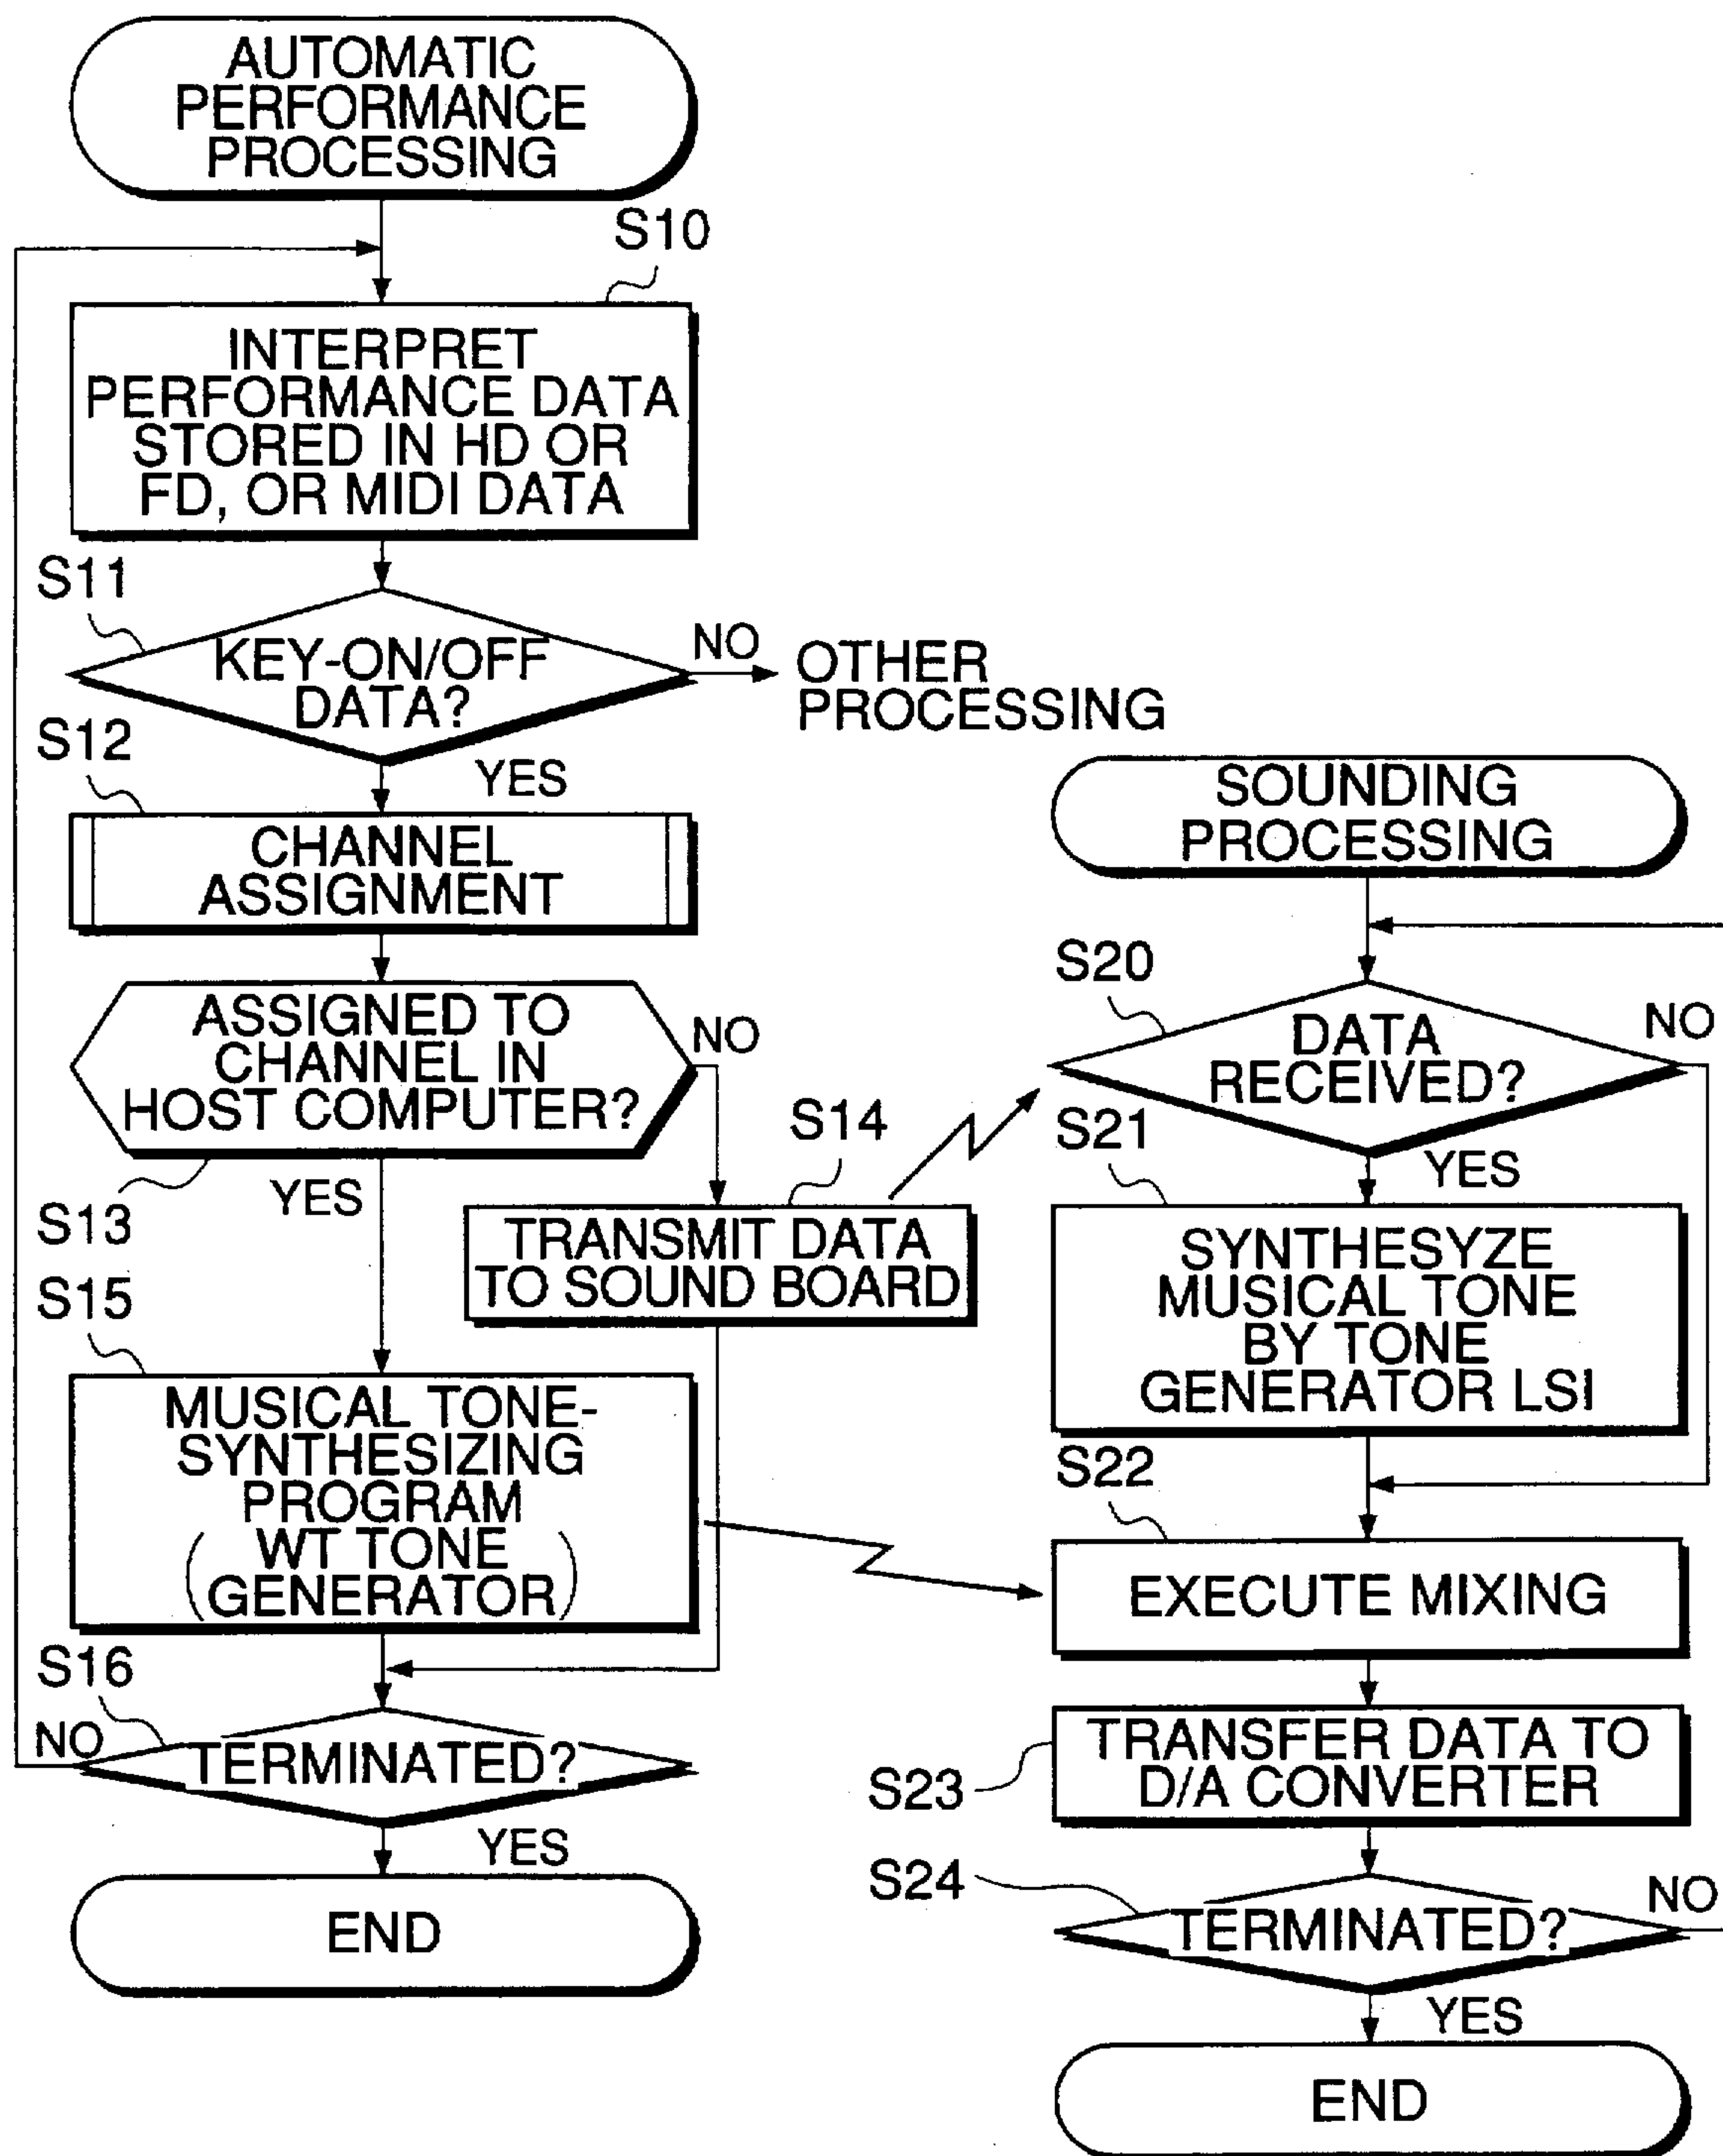 AUTOMATIC
PERFORMANCE
PROCESSING
S10
INTERPRET
PERFORMANCE DATA
STORED IN HD OR
FD, OR MIDI DATA
S11
KEY-ON/OFF
DATA?
NO
OTHER
PROCESSING
YES
S12
CHANNEL
ASSIGNMENT
ASSIGNED TO
CHANNEL IN
HOST COMPUTER?
NO
S13
YES
S14
TRANSMIT DATA
TO SOUND BOARD
S15
MUSICAL TONE-
SYNTHESIZING
PROGRAM
(WT TONE
GENERATOR)
S16
NO
TERMINATED?
YES
END
SOUNDING
PROCESSING
S20
DATA
RECEIVED?
NO
YES
S21
SYNTHESYZE
MUSICAL TONE
BY TONE
GENERATOR LSI
S22
EXECUTE MIXING
S23
TRANSFER DATA TO
D/A CONVERTER
S24
TERMINATED?
NO
YES
END